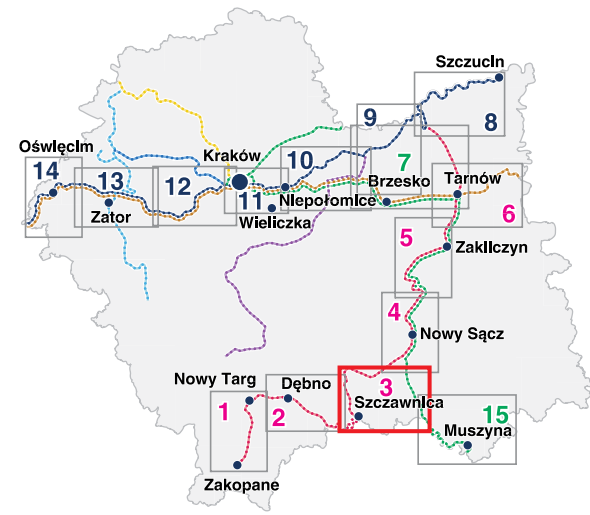 Szczucin
9
8
Oświęcim
Kraków
10
7
14
13
12
11
Niepołomice
Brzesko
Tarnów
Zator
Wieliczka
6
5
Zakliczyn
4
Nowy Sącz
Nowy Targ
Dębno
3
1
2
Szczawnica
15
Muszyna
Zakopane